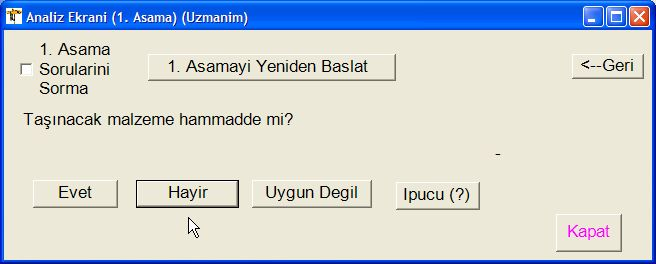 Analiz Ekrani (1. Asama) (Uzmanim)
1. Asama
Sorularini
Sorma
1. Asamayi Yeniden Baslat
<--Geri
Taşınacak malzeme hammadde mi?
-
Evet
Hayir
Uygun Degil
Ipucu (?)
Kapat